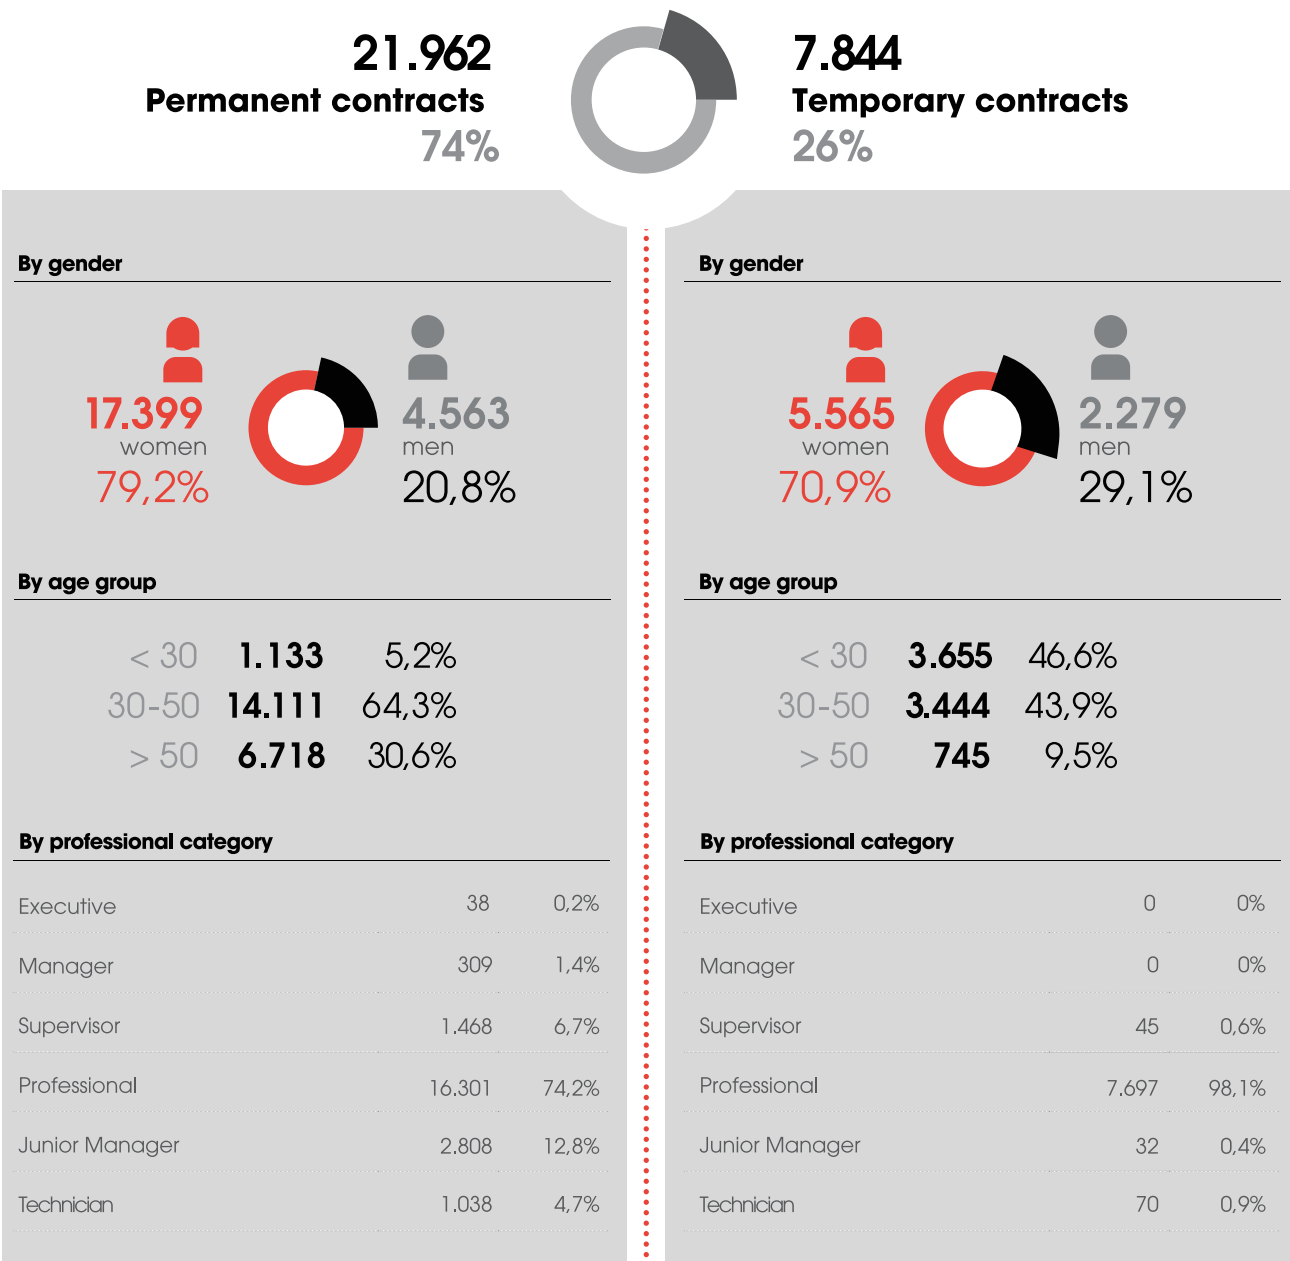 21.962
Permanent contracts
74%
7.844
Temporary contracts
26%
By gender
17.399
women
79,2%
4.563
men
20,8%
By age group
< 30 1.133 5,2%
30-50 14.111 64,3%
> 50 6.718 30,6%
By professional category
Executive 38 0,2%
Manager 309 1,4%
Supervisor 1.468 6,7%
Professional 16.301 74,2%
Junior Manager 2.808 12,8%
Technician 1.038 4,7%
By gender
5.565
women
70,9%
2.279
men
29,1%
By age group
< 30 3.655 46,6%
30-50 3.444 43,9%
> 50 745 9,5%
By professional category
Executive 0 0%
Manager 0 0%
Supervisor 45 0,6%
Professional 7.697 98,1%
Junior Manager 32 0,4%
Technician 70 0,9%